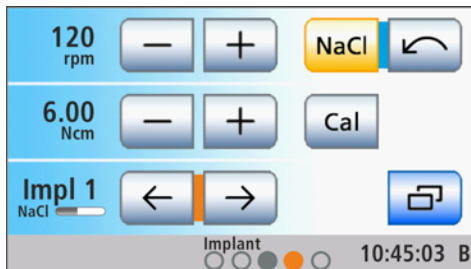 120
rpm
NaCl
6.00
Ncm
Cal
Impl 1
NaCl
Implant
10:45:03 B